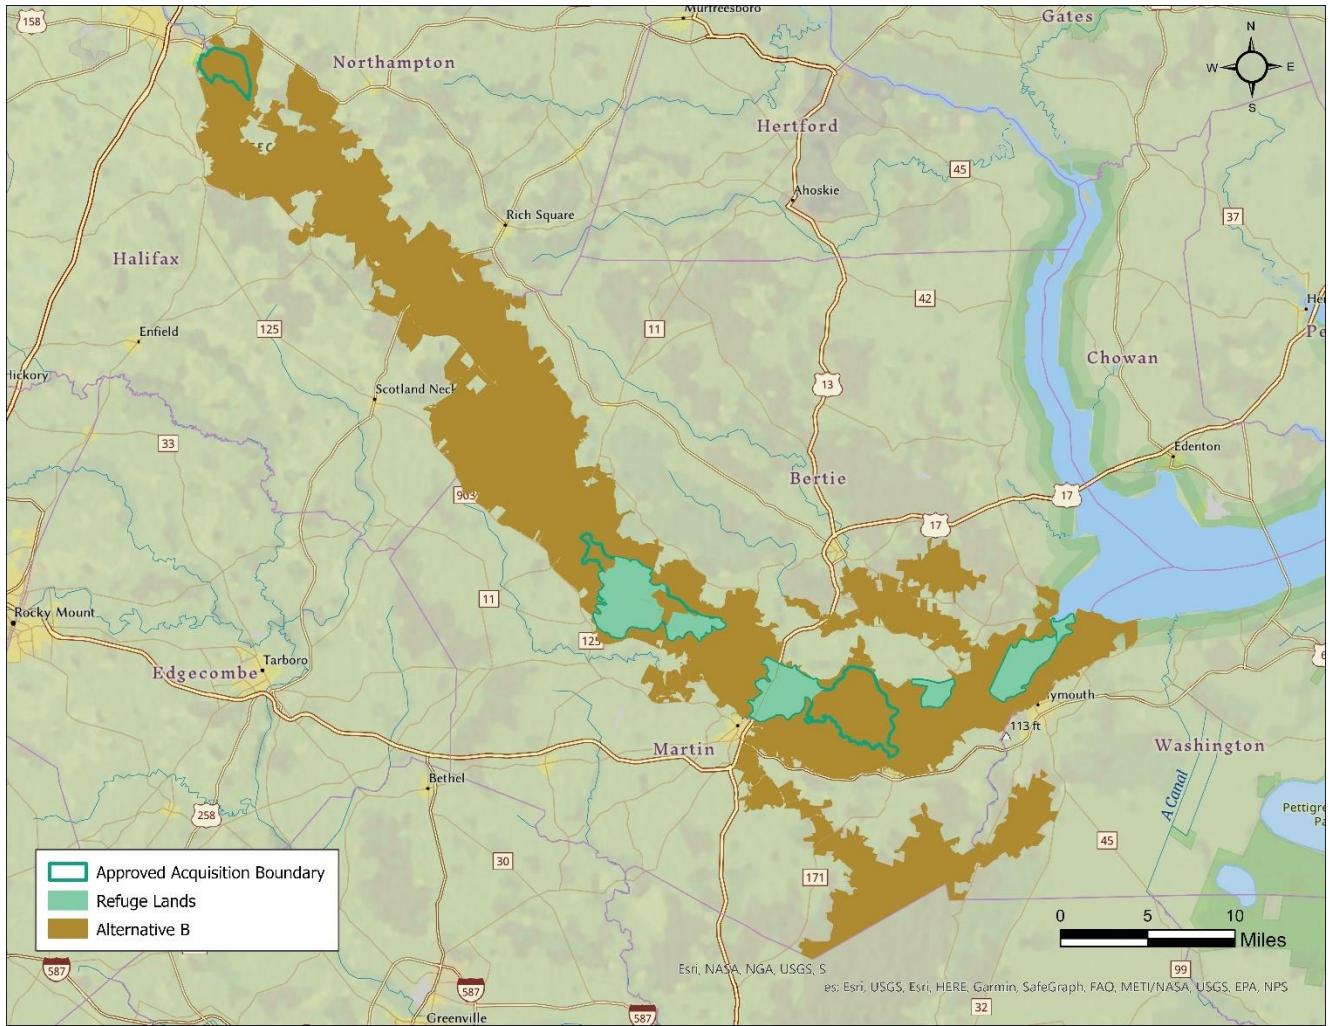 158
Murfreesboro
Gates
N
W
E
S
Northampton
Hertford
45
Ahoskie
37
Rich Square
Halifax
42
Enfield
125
11
13
Chowan
Hickory
Scotland Neck
33
Edenton
Bertie
903
17
17
11
Rocky Mount
125
Tarboro
Edgecombe
Plymouth
113 ft
Martin
Washington
Bethel
A Canal
258
45
30
171
Approved Acquisition Boundary
Refuge Lands
Alternative B
0
5
10
Miles
587
587
587
99
32
Esri, NASA, NGA, USGS, S
es: Esri, USGS, Esri, HERE, Garmin, SafeGraph, FAO, METI/NASA, USGS, EPA, NPS
Greenville